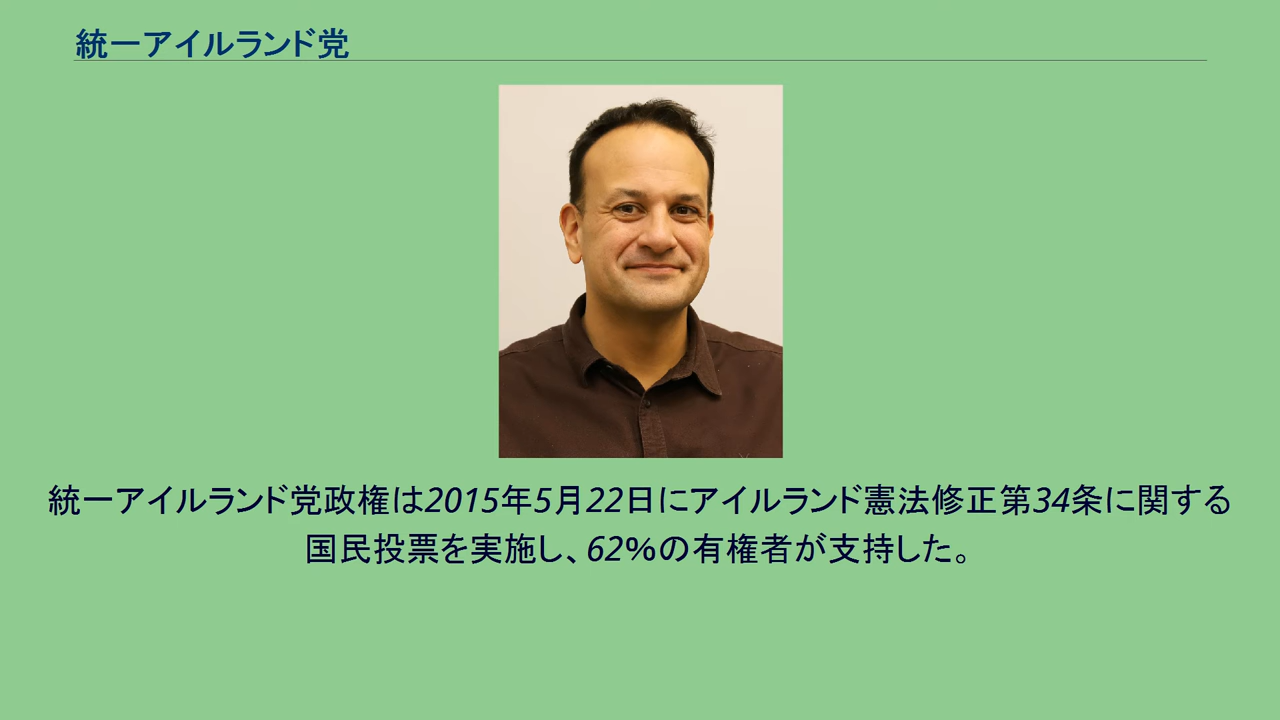 統一アイルランド党
統一アイルランド党政権は2015年5月22日にアイルランド憲法修正第34条に関する
国民投票を実施し、62%の有権者が支持した。